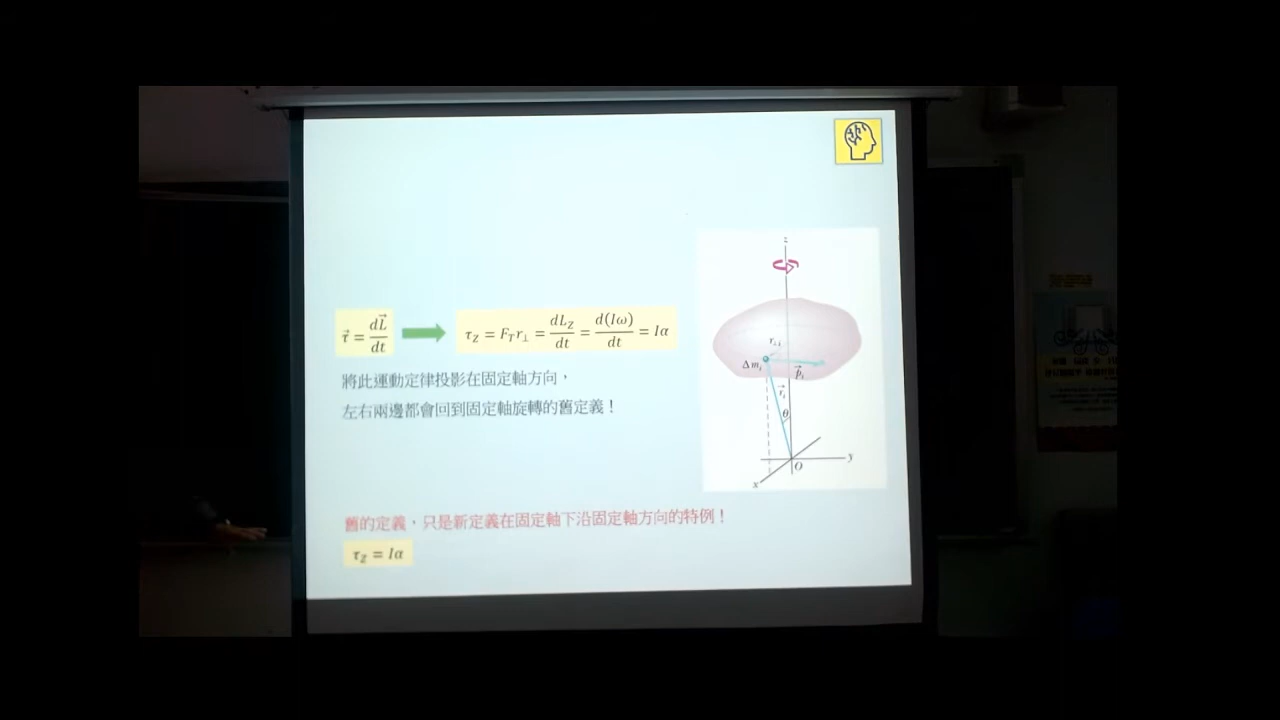 τ⃗ = dL⃗/dt
τ_Z = F_T r_⊥ = dL_Z/dt = d(Iω)/dt = Iα
將此運動定律投影在固定軸方向，
左右兩邊都會回到固定軸旋轉的舊定義！
z
r⊥i
Δm_i
p⃗_i
r⃗_i
θ
O
y
x
舊的定義，只是新定義在固定軸下沿固定軸方向的特例！
τ_Z = Iα